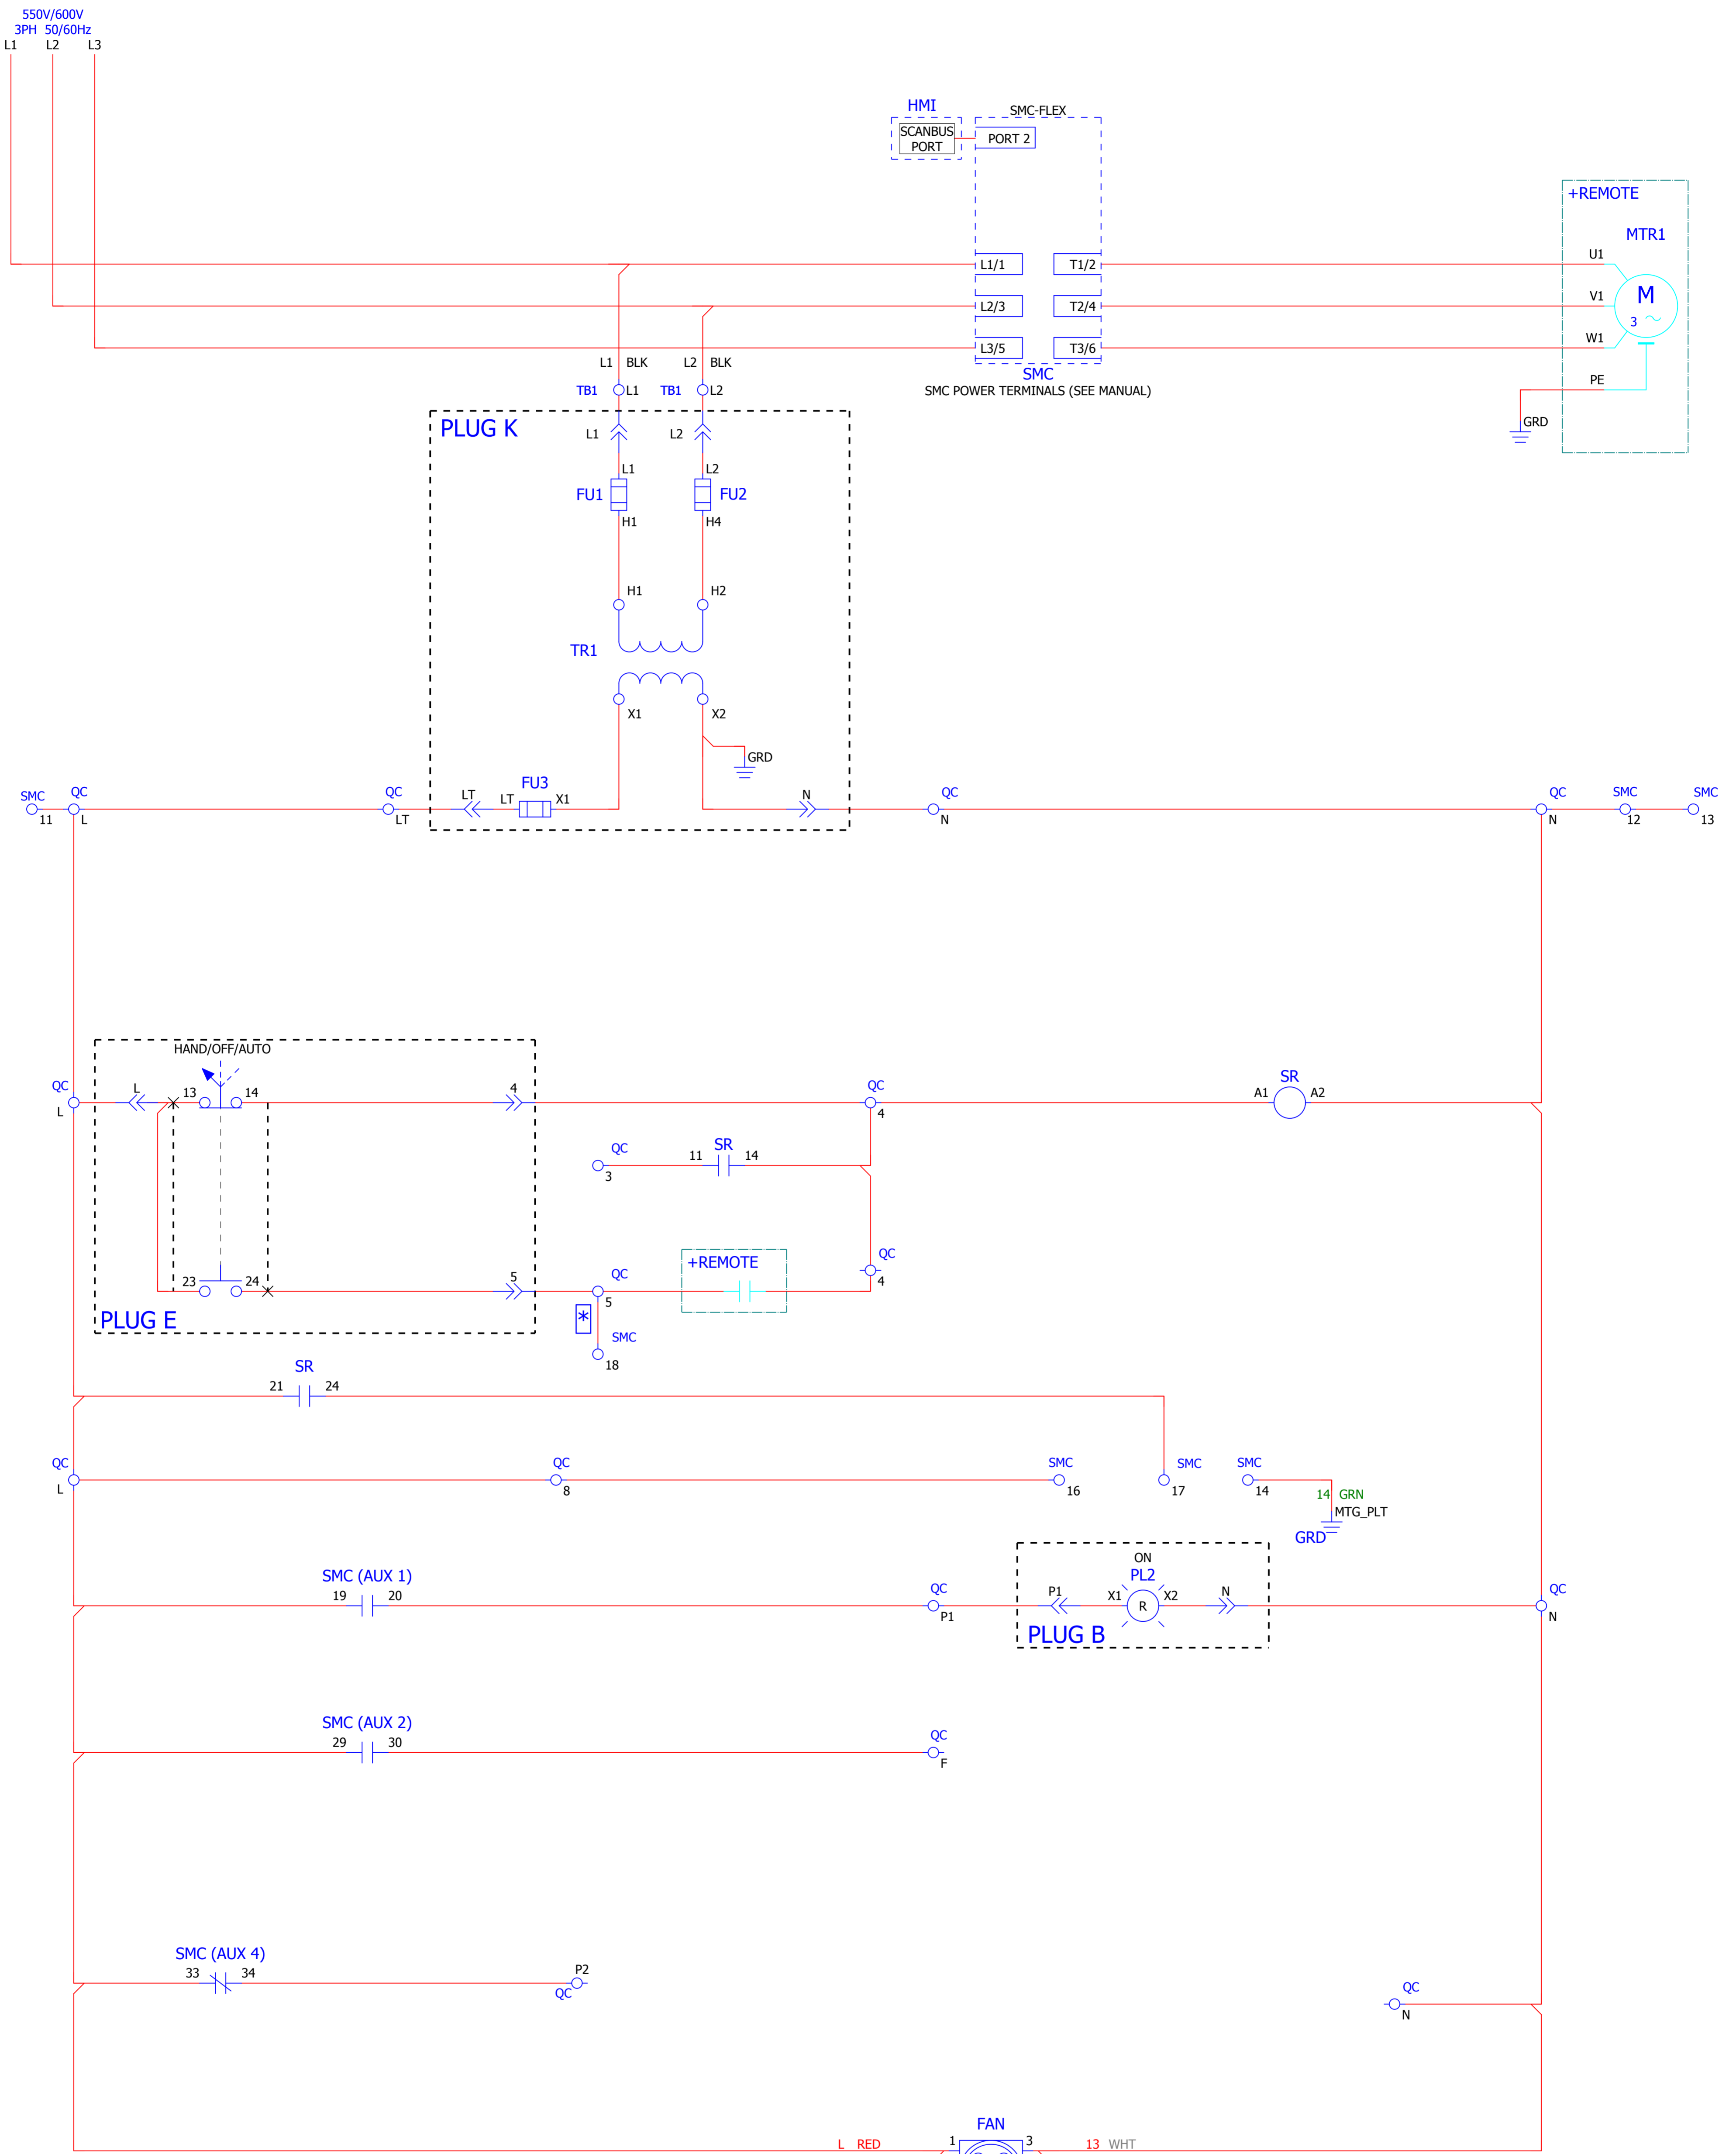 550V/600V
3PH 50/60Hz
L1 L2 L3
HMI
SMC-FLEX
SCANBUS
PORT
PORT 2
+REMOTE
MTR1
L1/1 T1/2 U1
L2/3 T2/4 V1 M
3
L3/5 T3/6 W1
L1 BLK L2 BLK
SMC
SMC POWER TERMINALS (SEE MANUAL)
PE
TB1 L1 TB1 L2
GRD
PLUG K
L1 L2
L1 L2
FU1 FU2
H1 H4
H1 H2
TR1
X1 X2
GRD
SMC QC QC LT LT FU3 X1 N QC QC SMC SMC
11 L LT N N 12 13
HAND/OFF/AUTO
QC L 13 14 4 QC SR
L 4 A1 A2
QC SR
3 11 14
+REMOTE QC
4
23 24 5 QC
5
PLUG E
*
SMC
18
SR
21 24
QC QC SMC SMC SMC
L 8 16 17 14
14 GRN
MTG_PLT
GRD
ON
SMC (AUX 1) PL2
19 20 QC P1 X1 R X2 N QC
P1 N
PLUG B
SMC (AUX 2)
29 30 QC
F
SMC (AUX 4)
33 34 P2
QC
QC
N
FAN
L RED 1 3 13 WHT